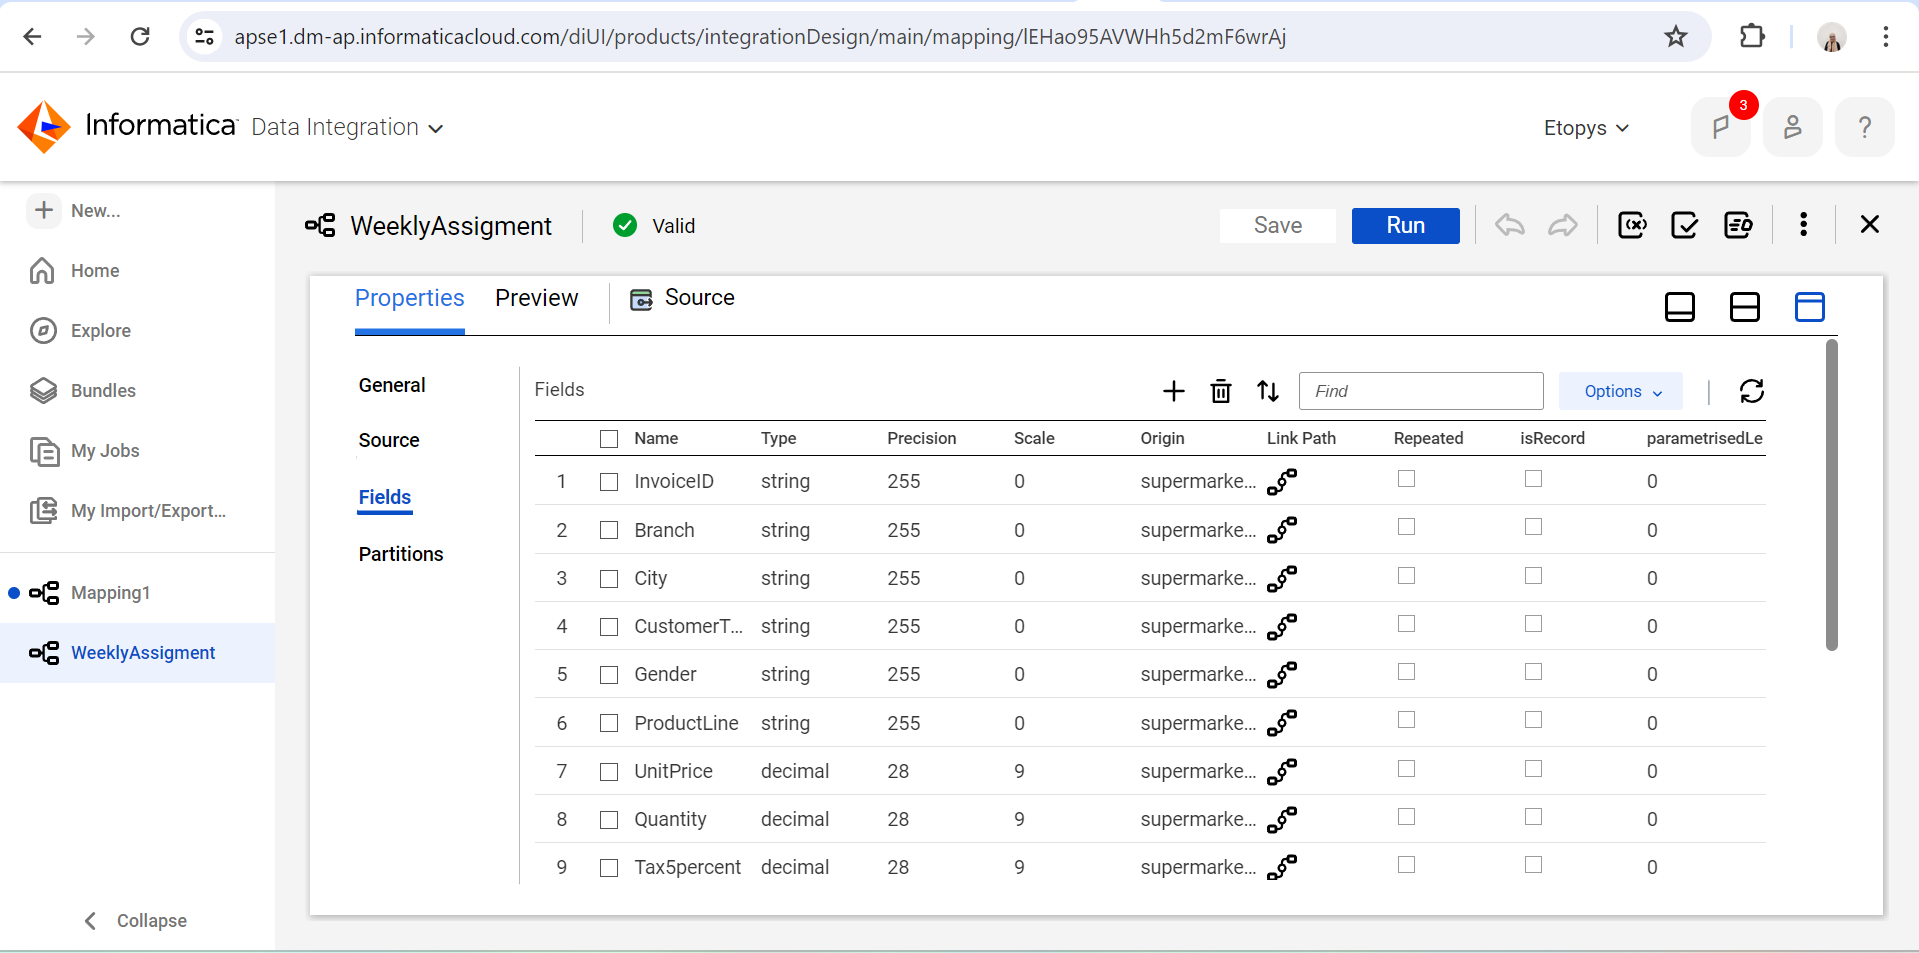 apse1.dm-ap.informaticacloud.com/diUI/products/integrationDesign/main/mapping/lEHao95AVWHh5d2mF6wrAj
Informatica Data Integration
Etopys
3
?
New...
Home
Explore
Bundles
My Jobs
My Import/Export...
Mapping1
WeeklyAssigment
Collapse
WeeklyAssigment Valid Save Run
Properties Preview Source
General
Source
Fields
Partitions
Fields Find Options
Name Type Precision Scale Origin Link Path Repeated isRecord parametrisedLe
1 InvoiceID string 255 0 supermarke... 0
2 Branch string 255 0 supermarke... 0
3 City string 255 0 supermarke... 0
4 CustomerT... string 255 0 supermarke... 0
5 Gender string 255 0 supermarke... 0
6 ProductLine string 255 0 supermarke... 0
7 UnitPrice decimal 28 9 supermarke... 0
8 Quantity decimal 28 9 supermarke... 0
9 Tax5percent decimal 28 9 supermarke... 0